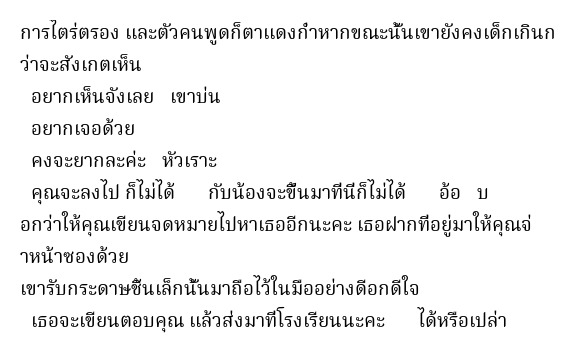 การไตร่ตรอง และตัวคนพูดก็ตาแดงก่ำหากขณะนั้นเขายังคงเด็กเกินก
ว่าจะสังเกตเห็น
อยากเห็นจังเลย เขาบ่น
อยากเจอด้วย
คงจะยากละค่ะ หัวเราะ
คุณจะลงไป ก็ไม่ได้ กับน้องจะขึ้นมาที่นี่ก็ไม่ได้ อ้อ บ
อกว่าให้คุณเขียนจดหมายไปหาเธออีกนะคะ เธอฝากที่อยู่มาให้คุณจ่
าหน้าซองด้วย
เขารับกระดาษชิ้นเล็กนั้นมาถือไว้ในมืออย่างดีอกดีใจ
เธอจะเขียนตอบคุณ แล้วส่งมาที่โรงเรียนนะคะ ได้หรือเปล่า